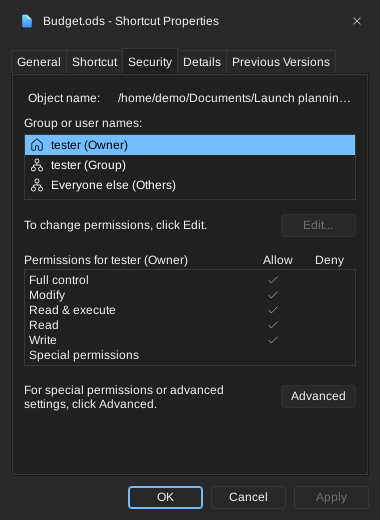 Budget.ods - Shortcut Properties
General Shortcut Security Details Previous Versions
Object name: /home/demo/Documents/Launch plannin...
Group or user names:
tester (Owner)
tester (Group)
Everyone else (Others)
To change permissions, click Edit. Edit...
Permissions for tester (Owner) Allow Deny
Full control
Modify
Read & execute
Read
Write
Special permissions
For special permissions or advanced
settings, click Advanced. Advanced
OK Cancel Apply